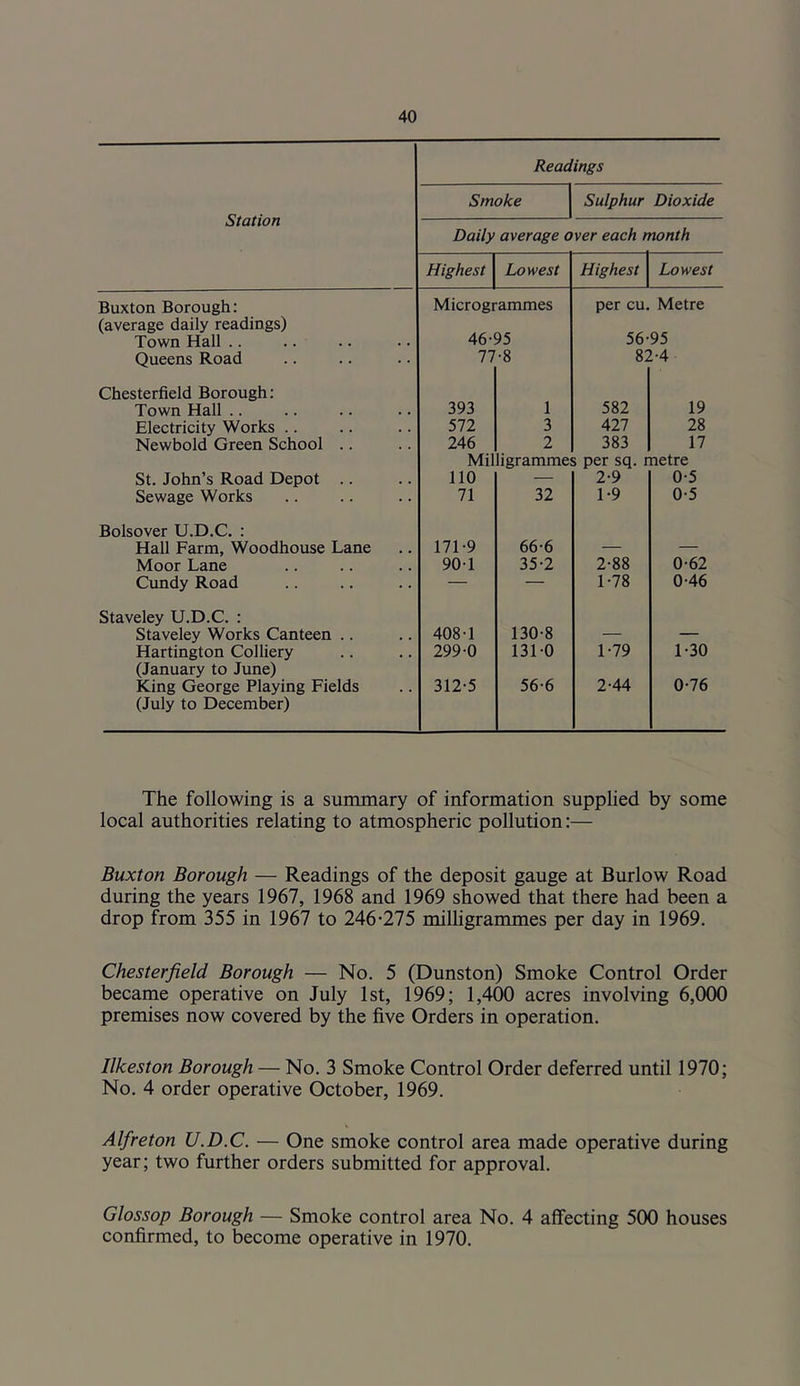 40
Readings
Station
Smoke Sulphur Dioxide
Daily average over each month
Highest Lowest Highest Lowest
Buxton Borough: Microgrammes per cu. Metre
(average daily readings)
Town Hall .. .. .. .. 46·95 56·95
Queens Road .. .. .. 77·8 82·4
Chesterfield Borough:
Town Hall .. .. .. .. 393 1 582 19
Electricity Works .. .. .. 572 3 427 28
Newbold Green School .. .. 246 2 383 17
Milligrammes per sq. metre
St. John's Road Depot .. .. 110 — 2·9 0·5
Sewage Works .. .. .. 71 32 1·9 0·5
Bolsover U.D.C. :
Hall Farm, Woodhouse Lane .. 171·9 66·6 — —
Moor Lane .. .. .. 90·1 35·2 2·88 0·62
Cundy Road .. .. .. — — 1·78 0·46
Staveley U.D.C. :
Staveley Works Canteen .. .. 408·1 130·8 — —
Hartington Colliery .. .. 299·0 131·0 1·79 1·30
(January to June)
King George Playing Fields .. 312·5 56·6 2·44 0·76
(July to December)
The following is a summary of information supplied by some
local authorities relating to atmospheric pollution:—
Buxton Borough — Readings of the deposit gauge at Burlow Road
during the years 1967, 1968 and 1969 showed that there had been a
drop from 355 in 1967 to 246·275 milligrammes per day in 1969.
Chesterfield Borough — No. 5 (Dunston) Smoke Control Order
became operative on July 1st, 1969; 1,400 acres involving 6,000
premises now covered by the five Orders in operation.
Ilkeston Borough — No. 3 Smoke Control Order deferred until 1970;
No. 4 order operative October, 1969.
Alfreton U.D.C. — One smoke control area made operative during
year; two further orders submitted for approval.
Glossop Borough — Smoke control area No. 4 affecting 500 houses
confirmed, to become operative in 1970.